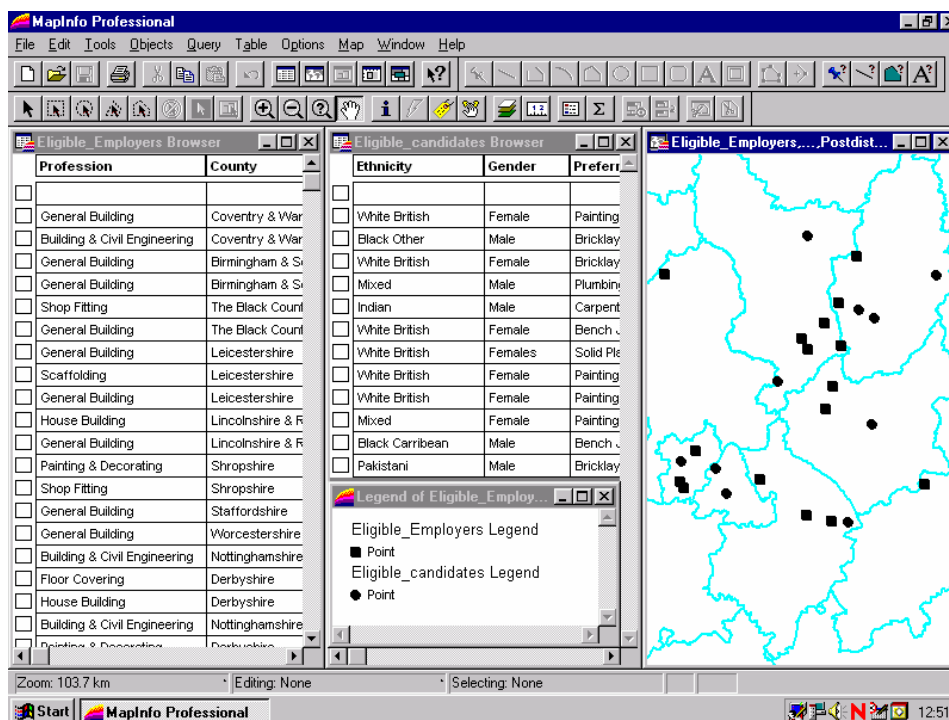 MapInfo Professional
File Edit Tools Objects Query Table Options Map Window Help
Eligible_Employers Browser
Profession County
General Building Coventry & War
Building & Civil Engineering Coventry & War
General Building Birmingham & S
General Building Birmingham & S
Shop Fitting The Black Count
General Building The Black Count
General Building Leicestershire
Scaffolding Leicestershire
General Building Leicestershire
House Building Lincolnshire & R
General Building Lincolnshire & R
Painting & Decorating Shropshire
Shop Fitting Shropshire
General Building Staffordshire
General Building Worcestershire
Building & Civil Engineering Nottinghamshire
Floor Covering Derbyshire
House Building Derbyshire
Building & Civil Engineering Nottinghamshire
Painting & Decorating Derbyshire
Eligible_candidates Browser
Ethnicity Gender Preferr
White British Female Painting
Black Other Male Bricklay
White British Female Bricklay
Mixed Male Plumbing
Indian Male Carpent
White British Female Bench J
White British Females Solid Pla
White British Female Painting
White British Female Painting
Mixed Female Painting
Black Carribean Male Bench J
Pakistani Male Bricklay
Legend of Eligible_Employ...
Eligible_Employers Legend
Point
Eligible_candidates Legend
Point
Eligible_Employers,...,Postdist...
Zoom: 103.7 km Editing: None Selecting: None
Start MapInfo Professional N 12:51